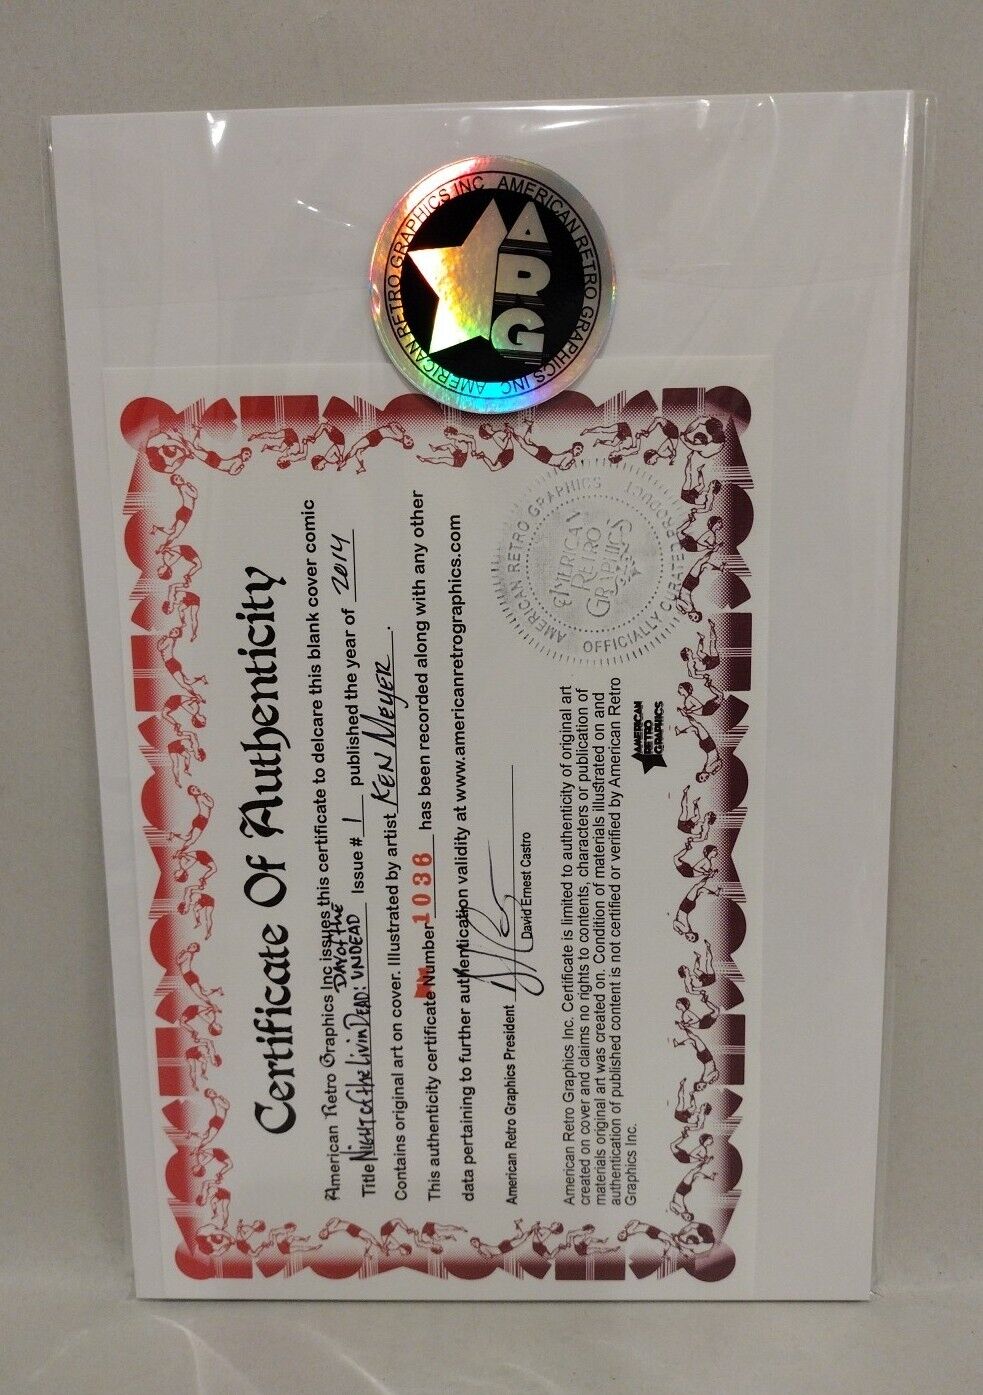 AMERICAN RETRO GRAPHICS INC AMERICAN RETRO GRAPHICS INC
ARG
Certificate Of Authenticity
American Retro Graphics Inc issues this certificate to delcare this blank cover comic
Title Night of the Livin Dead: Day of the Undead Issue # 1 published the year of 2014
Contains original art on cover. Illustrated by artist Ken Meyer.
This authenticity certificate Number 1036 has been recorded along with any other
data pertaining to further authentication validity at www.americanretrographics.com
American Retro Graphics President
David Ernest Castro
American Retro Graphics Inc. Certificate is limited to authenticity of original art
created on cover and claims no rights to contents, characters or publication of
materials original art was created on. Condition of materials illustrated on and
authentication of published content is not certified or verified by American Retro
Graphics Inc.
AMERICAN
RETRO
GRAPHICS
AMERICAN RETRO GRAPHICS
OFFICIALLY CURATED PRODUCT
AMERICAN
RETRO
GRAPHICS